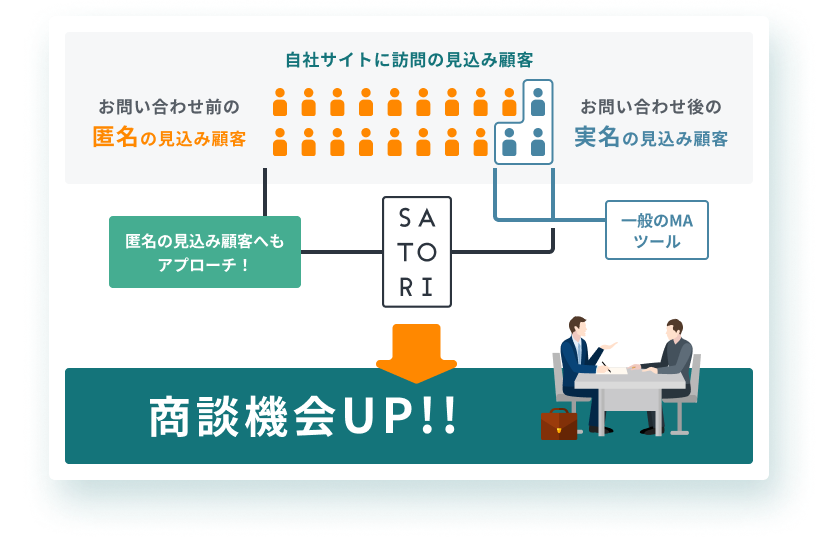 自社サイトに訪問の見込み顧客
お問い合わせ前の
匿名の見込み顧客
お問い合わせ後の
実名の見込み顧客
匿名の見込み顧客へも
アプローチ！
SA
TO
RI
一般のMA
ツール
商談機会UP!!